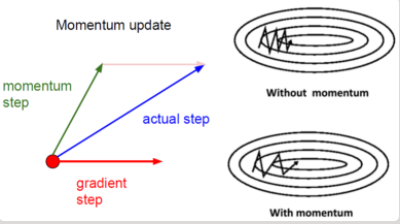 Momentum update
momentum
step
actual step
gradient
step
Without momentum
With momentum